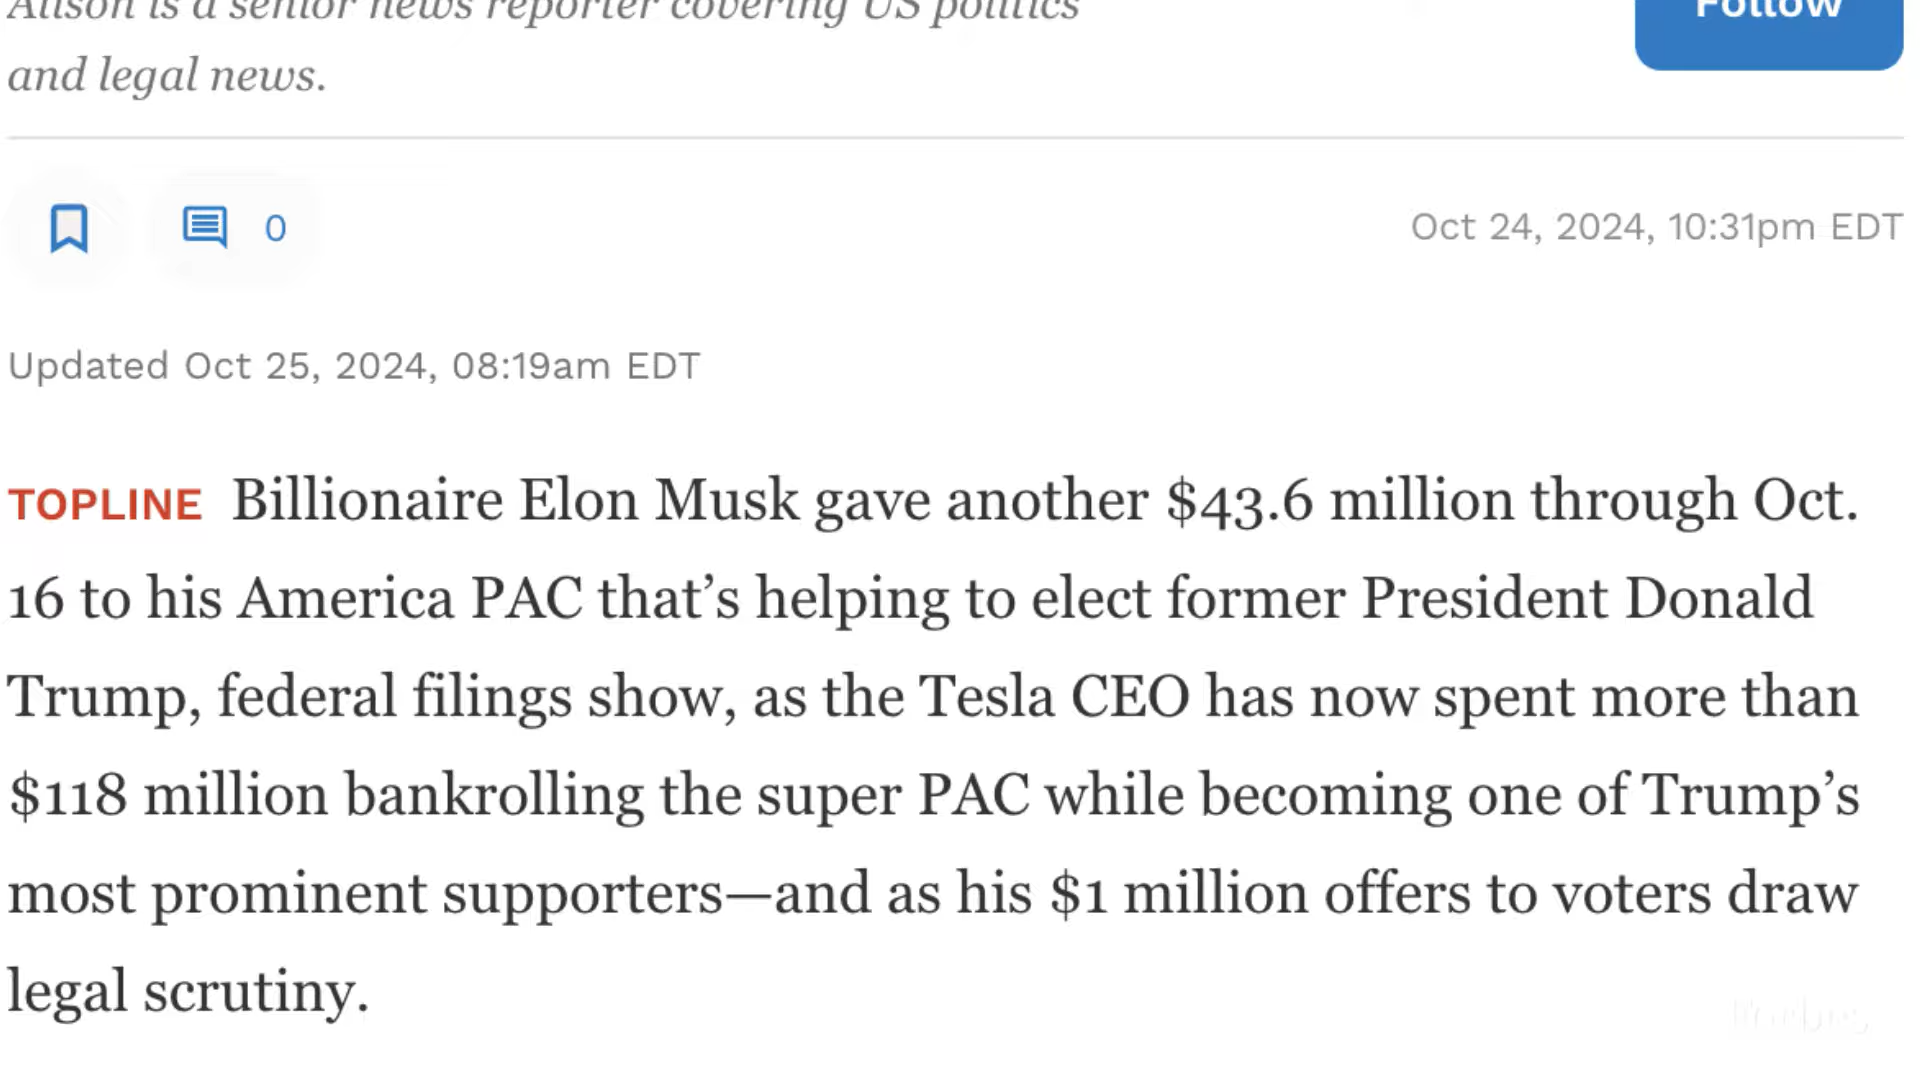 Alison is a senior news reporter covering US politics
Follow
and legal news.
0
Oct 24, 2024, 10:31pm EDT
Updated Oct 25, 2024, 08:19am EDT
TOPLINE Billionaire Elon Musk gave another $43.6 million through Oct.
16 to his America PAC that’s helping to elect former President Donald
Trump, federal filings show, as the Tesla CEO has now spent more than
$118 million bankrolling the super PAC while becoming one of Trump’s
most prominent supporters—and as his $1 million offers to voters draw
legal scrutiny.
Forbes